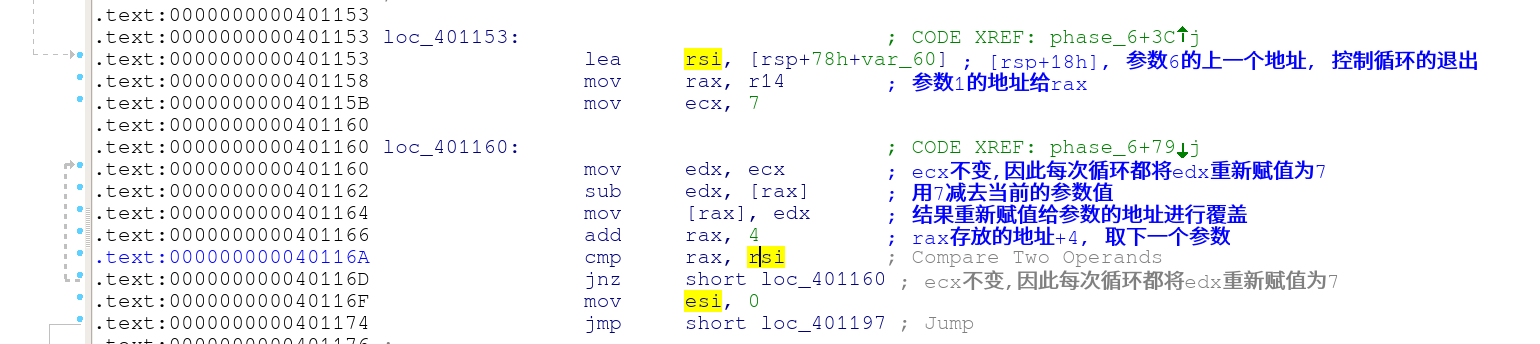 .text:0000000000401153
.text:0000000000401153 loc_401153: ; CODE XREF: phase_6+3C↑j
.text:0000000000401153 lea rsi, [rsp+78h+var_60] ; [rsp+18h], 参数6的上一个地址, 控制循环的退出
.text:0000000000401158 mov rax, r14 ; 参数1的地址给rax
.text:000000000040115B mov ecx, 7
.text:0000000000401160
.text:0000000000401160 loc_401160: ; CODE XREF: phase_6+79↓j
.text:0000000000401160 mov edx, ecx ; ecx不变,因此每次循环都将edx重新赋值为7
.text:0000000000401162 sub edx, [rax] ; 用7减去当前的参数值
.text:0000000000401164 mov [rax], edx ; 结果重新赋值给参数的地址进行覆盖
.text:0000000000401166 add rax, 4 ; rax存放的地址+4, 取下一个参数
.text:000000000040116A cmp rax, rsi ; Compare Two Operands
.text:000000000040116D jnz short loc_401160 ; ecx不变,因此每次循环都将edx重新赋值为7
.text:000000000040116F mov esi, 0
.text:0000000000401174 jmp short loc_401197 ; Jump